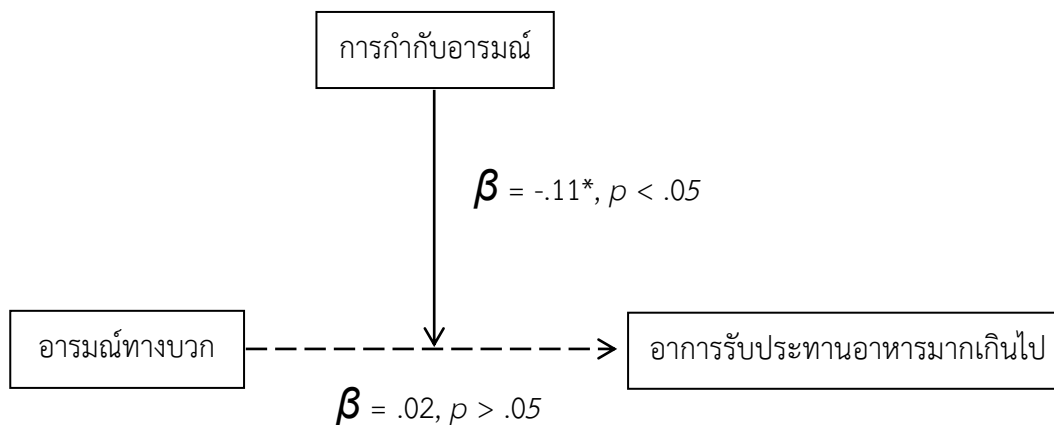 การกำกับอารมณ์
β = -.11*, p < .05
อารมณ์ทางบวก
อาการรับประทานอาหารมากเกินไป
β = .02, p > .05